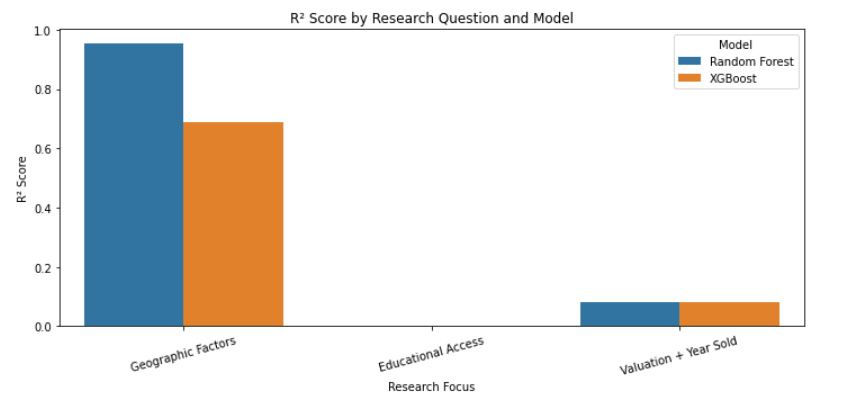 R² Score by Research Question and Model
Model
Random Forest
XGBoost
R² Score
1.0
0.8
0.6
0.4
0.2
0.0
Geographic Factors
Educational Access
Valuation + Year Sold
Research Focus